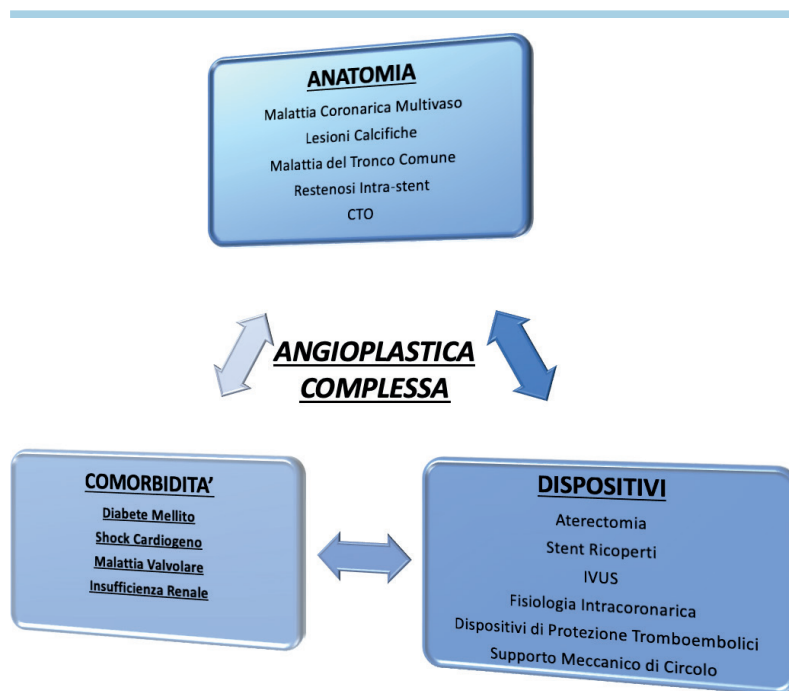 ANATOMIA
Malattia Coronarica Multivaso
Lesioni Calcifiche
Malattia del Tronco Comune
Restenosi Intra-stent
CTO
ANGIOPLASTICA
COMPLESSA
COMORBIDITA’
Diabete Mellito
Shock Cardiogeno
Malattia Valvolare
Insufficienza Renale
DISPOSITIVI
Aterectomia
Stent Ricoperti
IVUS
Fisiologia Intracoronarica
Dispositivi di Protezione Tromboembolici
Supporto Meccanico di Circolo